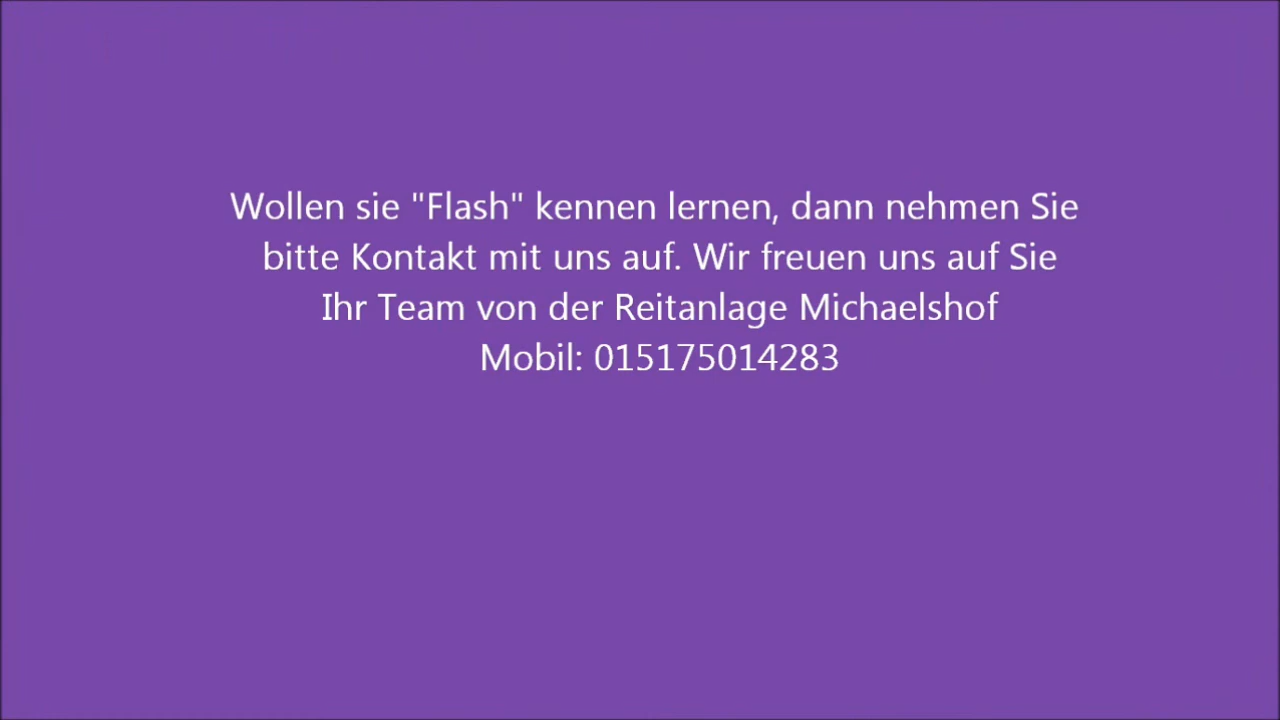 Wollen sie "Flash" kennen lernen, dann nehmen Sie
bitte Kontakt mit uns auf. Wir freuen uns auf Sie
Ihr Team von der Reitanlage Michaelshof
Mobil: 015175014283